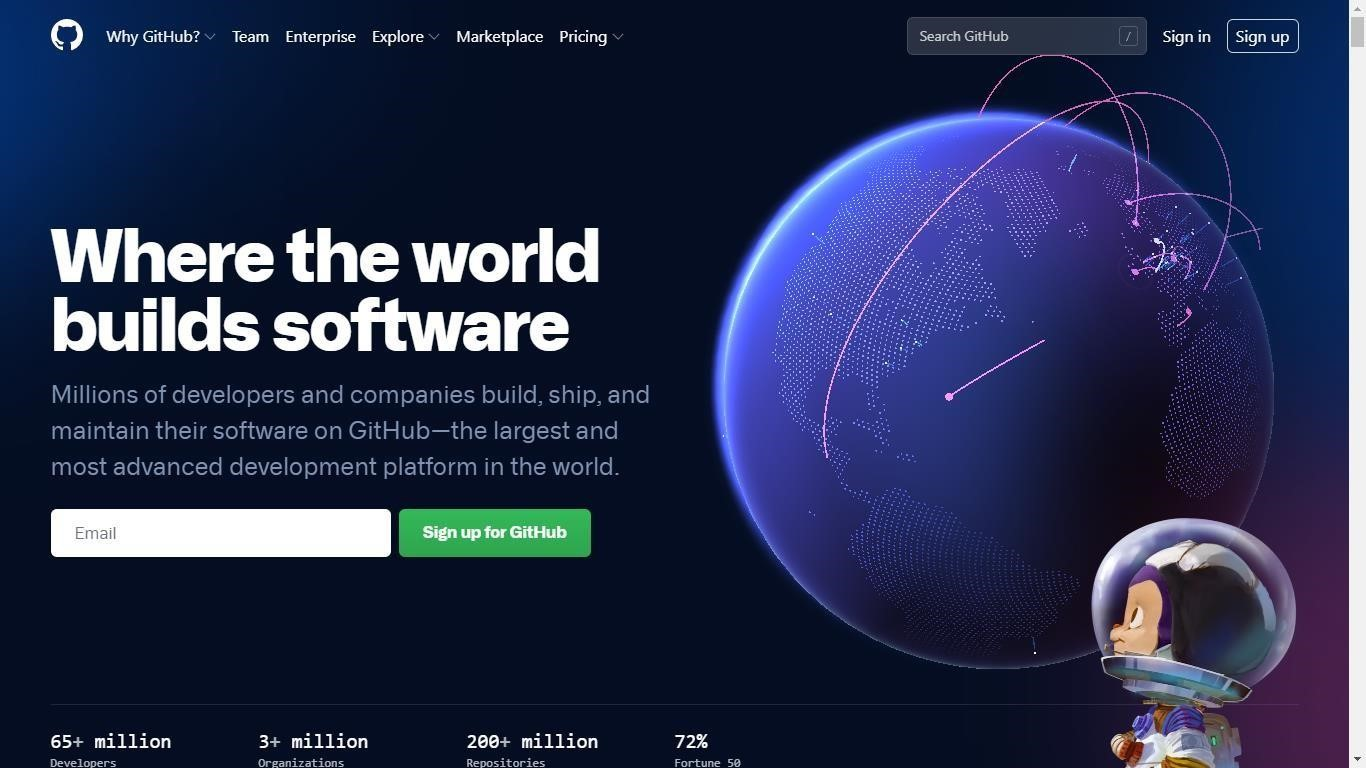 Why GitHub? Team Enterprise Explore Marketplace Pricing Search GitHub / Sign in Sign up
Where the world
builds software
Millions of developers and companies build, ship, and
maintain their software on GitHub—the largest and
most advanced development platform in the world.
Email Sign up for GitHub
65+ million 3+ million 200+ million 72%
Developers Organizations Repositories Fortune 50